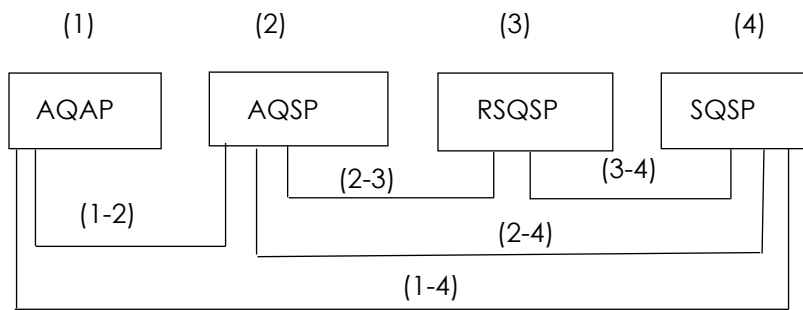 (1) (2) (3) (4)
AQAP AQSP RSQSP SQSP
(2-3) (3-4)
(1-2)
(2-4)
(1-4)